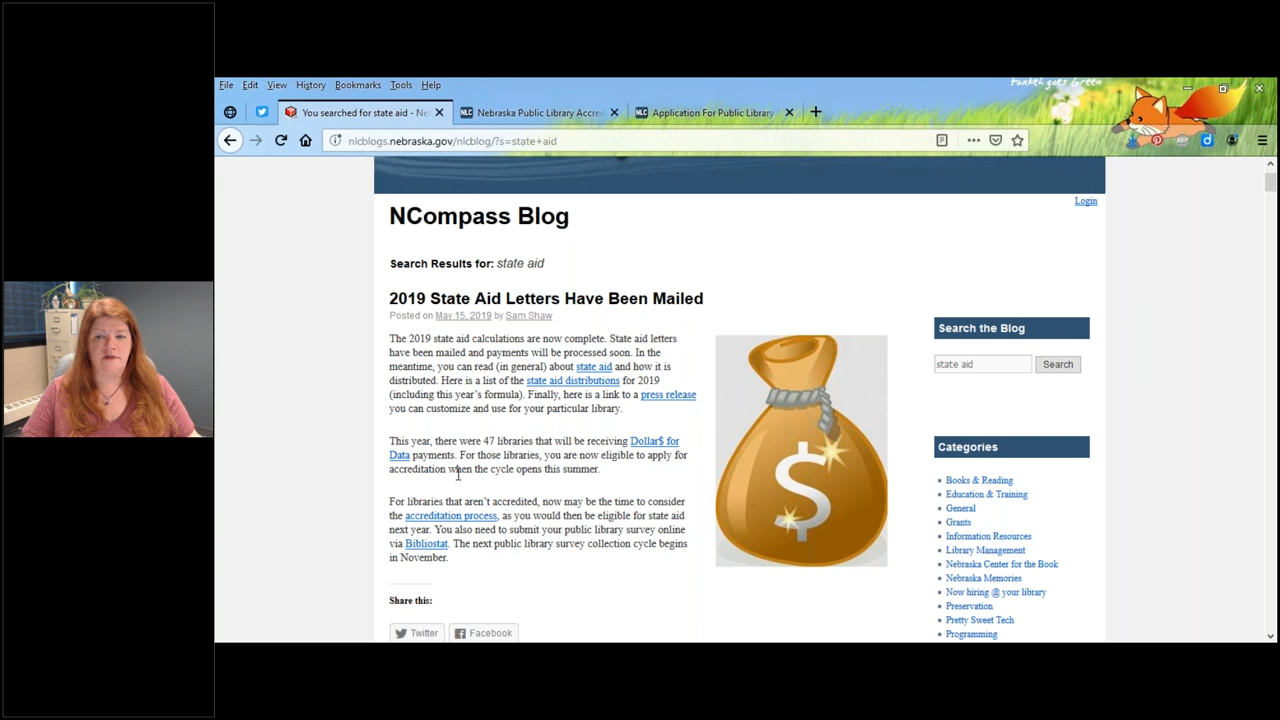 Foxkeh goes Green
File Edit View History Bookmarks Tools Help
You searched for state aid - Ne
Nebraska Public Library Accre
Application For Public Library
nlcblogs.nebraska.gov/nlcblog/?s=state+aid
Login
NCompass Blog
Search Results for: state aid
2019 State Aid Letters Have Been Mailed
Posted on May 15, 2019 by Sam Shaw
The 2019 state aid calculations are now complete. State aid letters
have been mailed and payments will be processed soon. In the
meantime, you can read (in general) about state aid and how it is
distributed. Here is a list of the state aid distributions for 2019
(including this year's formula). Finally, here is a link to a press release
you can customize and use for your particular library.
This year, there were 47 libraries that will be receiving Dollar$ for
Data payments. For those libraries, you are now eligible to apply for
accreditation when the cycle opens this summer.
For libraries that aren't accredited, now may be the time to consider
the accreditation process, as you would then be eligible for state aid
next year. You also need to submit your public library survey online
via Bibliostat. The next public library survey collection cycle begins
in November.
Share this:
Twitter Facebook
$
Search the Blog
state aid Search
Categories
Books & Reading
Education & Training
General
Grants
Information Resources
Library Management
Nebraska Center for the Book
Nebraska Memories
Now hiring @ your library
Preservation
Pretty Sweet Tech
Programming